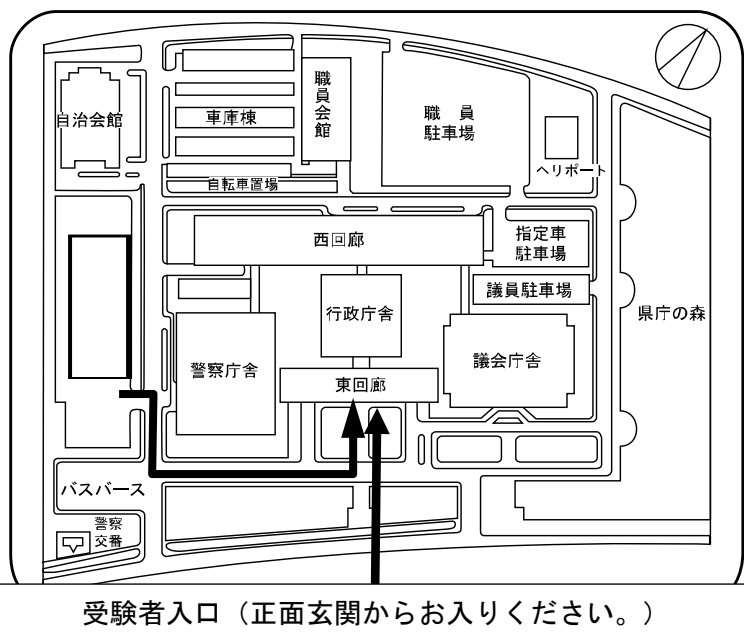 自治会館
車庫棟
職員会館
職員
駐車場
ヘリポート
自転車置場
西回廊
指定車
駐車場
議員駐車場
行政庁舎
県庁の森
警察庁舎
議会庁舎
東回廊
バスバース
警察
交番
受験者入口（正面玄関からお入りください。）